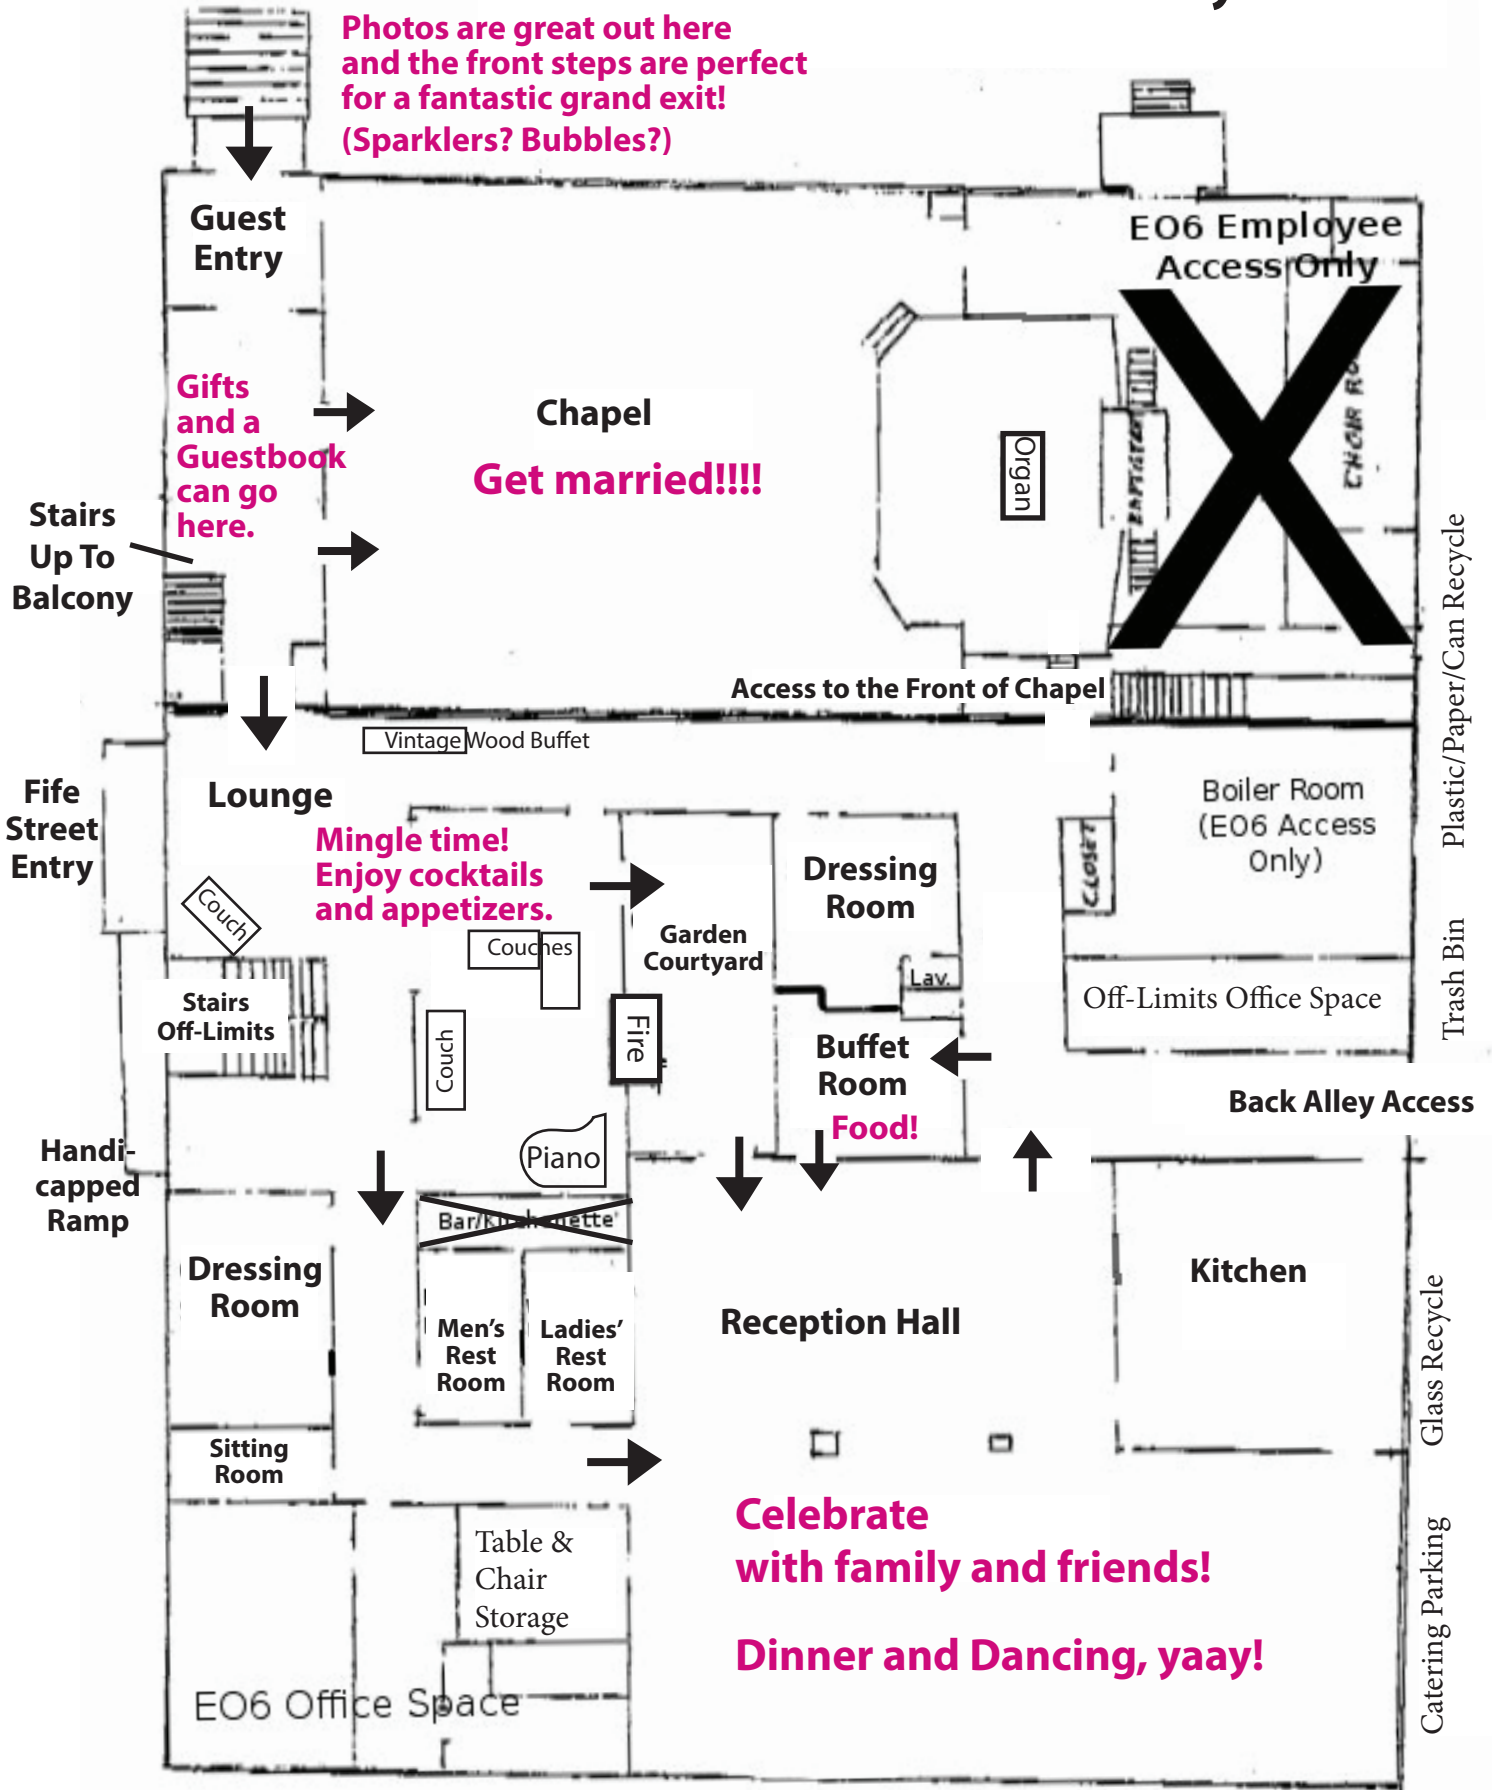 Photos are great out here
and the front steps are perfect
for a fantastic grand exit!
(Sparklers? Bubbles?)
Guest
Entry
EO6 Employee
Access Only
Gifts
and a
Guestbook
can go
here.
Chapel
Get married!!!!
Organ
CHOIR
Stairs
Up To
Balcony
Plastic/Paper/Can Recycle
Access to the Front of Chapel
Vintage Wood Buffet
Lounge
Fife
Street
Entry
Mingle time!
Enjoy cocktails
and appetizers.
Couch
Couches
Couch
Garden
Courtyard
Dressing
Room
Lav.
CLOSET
Boiler Room
(EO6 Access
Only)
Off-Limits Office Space
Trash Bin
Stairs
Off-Limits
Fire
Buffet
Room
Food!
Back Alley Access
Handi-
capped
Ramp
Piano
Bar/Kitchenette
Dressing
Room
Men's
Rest
Room
Ladies'
Rest
Room
Reception Hall
Kitchen
Glass Recycle
Sitting
Room
Celebrate
with family and friends!
Table &
Chair
Storage
Dinner and Dancing, yaay!
EO6 Office Space
Catering Parking